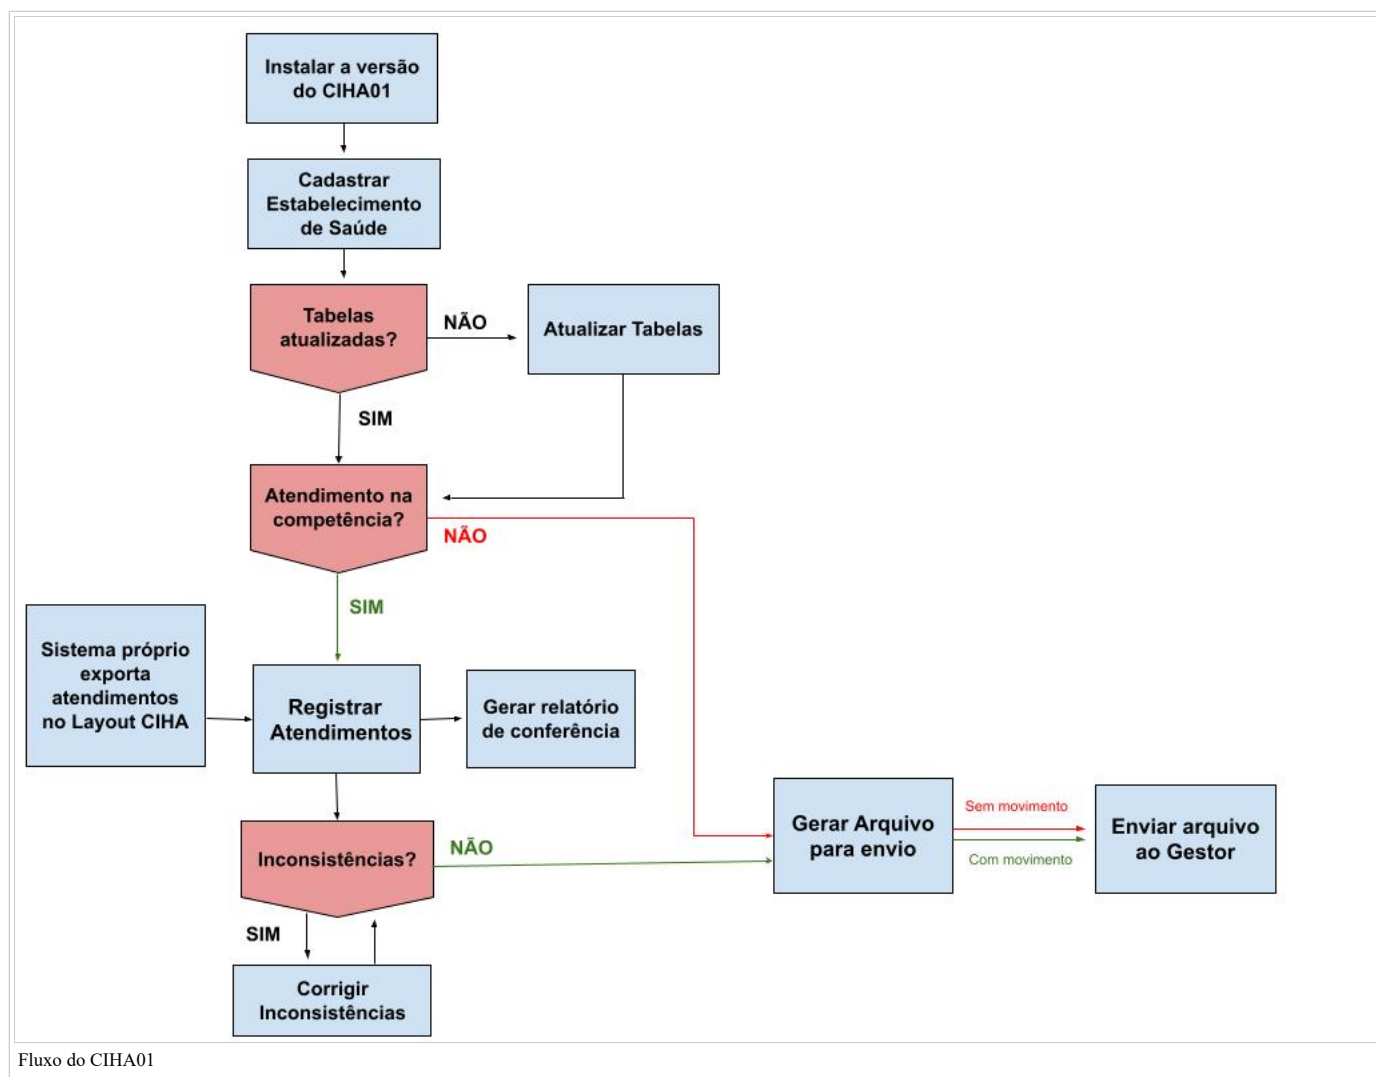 Instalar a versão
do CIHA01
Cadastrar
Estabelecimento
de Saúde
Tabelas
atualizadas?
NÃO
Atualizar Tabelas
SIM
Atendimento na
competência?
NÃO
SIM
Sistema próprio
exporta
atendimentos
no Layout CIHA
Registrar
Atendimentos
Gerar relatório
de conferência
Inconsistências?
NÃO
Gerar Arquivo
para envio
Sem movimento
Com movimento
Enviar arquivo
ao Gestor
SIM
Corrigir
Inconsistências
Fluxo do CIHA01